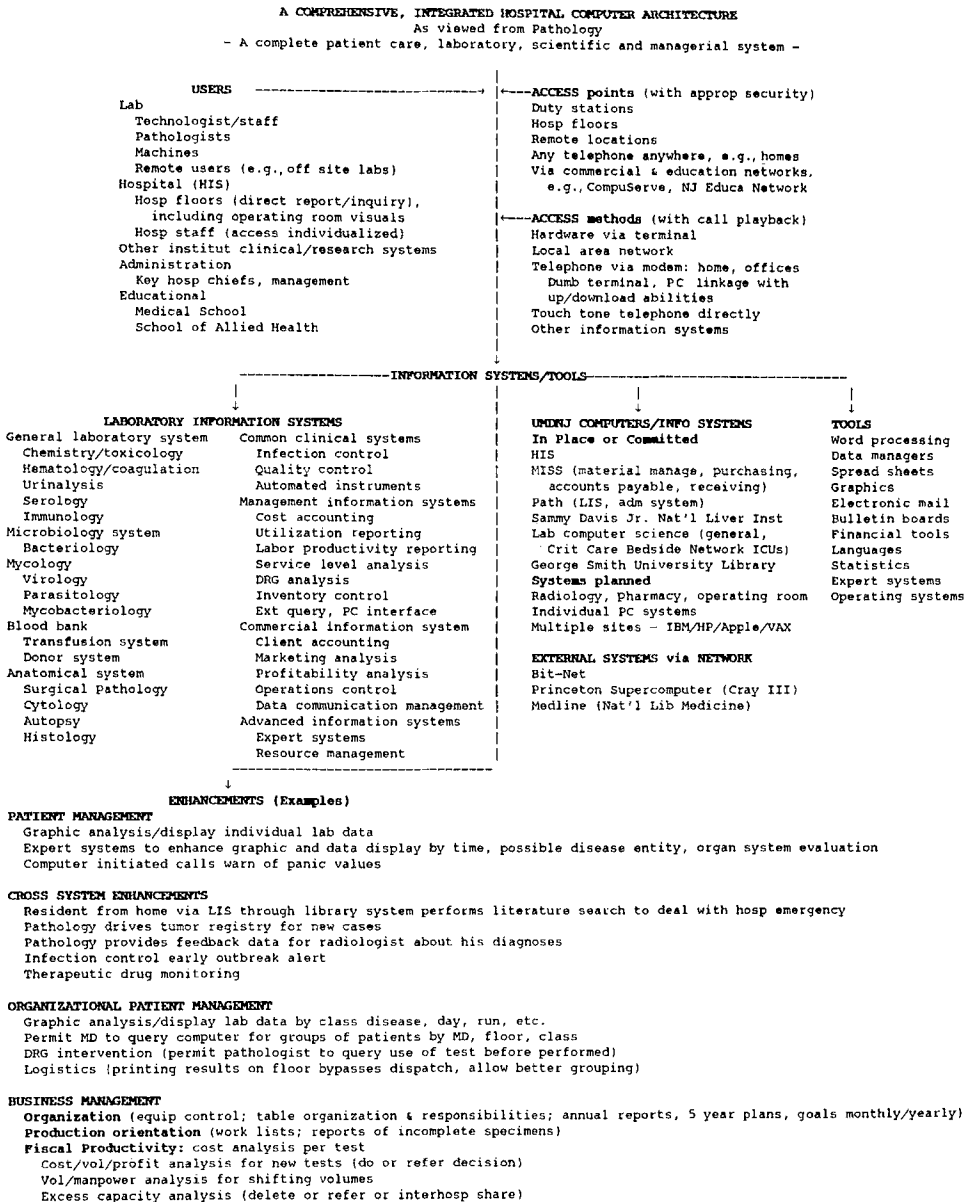 A COMPREHENSIVE, INTEGRATED HOSPITAL COMPUTER ARCHITECTURE
As viewed from Pathology
- A complete patient care, laboratory, scientific and managerial system -
USERS
Lab
Technologist/staff
Pathologists
Machines
Remote users (e.g., off site labs)
Hospital (HIS)
Hosp floors (direct report/inquiry),
including operating room visuals
Hosp staff (access individualized)
Other institut clinical/research systems
Administration
Key hosp chiefs, management
Educational
Medical School
School of Allied Health
ACCESS points (with approp security)
Duty stations
Hosp floors
Remote locations
Any telephone anywhere, e.g., homes
Via commercial & education networks,
e.g., CompuServe, NJ Educa Network
ACCESS methods (with call playback)
Hardware via terminal
Local area network
Telephone via modem: home, offices
Dumb terminal, PC linkage with
up/download abilities
Touch tone telephone directly
Other information systems
INFORMATION SYSTEMS/TOOLS
LABORATORY INFORMATION SYSTEMS
General laboratory system
Chemistry/toxicology
Hematology/coagulation
Urinalysis
Serology
Immunology
Microbiology system
Bacteriology
Mycology
Virology
Parasitology
Mycobacteriology
Blood bank
Transfusion system
Donor system
Anatomical system
Surgical Pathology
Cytology
Autopsy
Histology
Common clinical systems
Infection control
Quality control
Automated instruments
Management information systems
Cost accounting
Utilization reporting
Labor productivity reporting
Service level analysis
DRG analysis
Inventory control
Ext query, PC interface
Commercial information system
Client accounting
Marketing analysis
Profitability analysis
Operations control
Data communication management
Advanced information systems
Expert systems
Resource management
UMDNJ COMPUTERS/INFO SYSTEMS
In Place or Committed
HIS
MISS (material manage, purchasing,
accounts payable, receiving)
Path (LIS, adm system)
Sammy Davis Jr. Nat'l Liver Inst
Lab computer science (general,
Crit Care Bedside Network ICUs)
George Smith University Library
Systems planned
Radiology, pharmacy, operating room
Individual PC systems
Multiple sites - IBM/HP/Apple/VAX
EXTERNAL SYSTEMS via NETWORK
Bit-Net
Princeton Supercomputer (Cray III)
Medline (Nat'l Lib Medicine)
TOOLS
Word processing
Data managers
Spread sheets
Graphics
Electronic mail
Bulletin boards
Financial tools
Languages
Statistics
Expert systems
Operating systems
ENHANCEMENTS (Examples)
PATIENT MANAGEMENT
Graphic analysis/display individual lab data
Expert systems to enhance graphic and data display by time, possible disease entity, organ system evaluation
Computer initiated calls warn of panic values
CROSS SYSTEM ENHANCEMENTS
Resident from home via LIS through library system performs literature search to deal with hosp emergency
Pathology drives tumor registry for new cases
Pathology provides feedback data for radiologist about his diagnoses
Infection control early outbreak alert
Therapeutic drug monitoring
ORGANIZATIONAL PATIENT MANAGEMENT
Graphic analysis/display lab data by class disease, day, run, etc.
Permit MD to query computer for groups of patients by MD, floor, class
DRG intervention (permit pathologist to query use of test before performed)
Logistics (printing results on floor bypasses dispatch, allow better grouping)
BUSINESS MANAGEMENT
Organization (equip control; table organization & responsibilities; annual reports, 5 year plans, goals monthly/yearly)
Production orientation (work lists; reports of incomplete specimens)
Fiscal Productivity: cost analysis per test
Cost/vol/profit analysis for new tests (do or refer decision)
Vol/manpower analysis for shifting volumes
Excess capacity analysis (delete or refer or interhosp share)